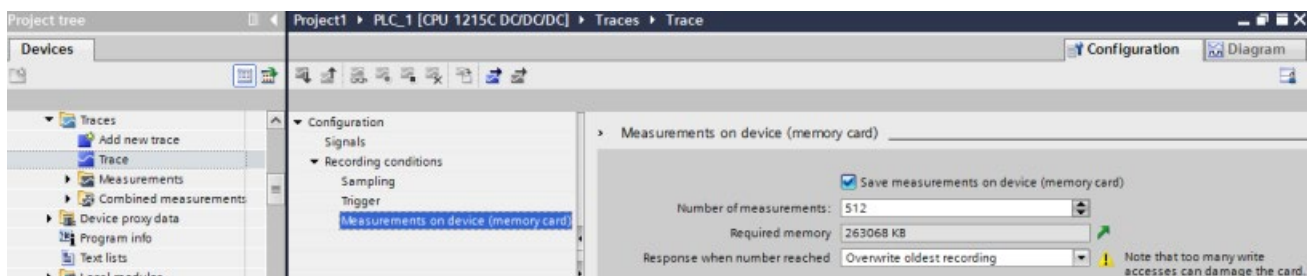 Project tree
Project1 ▸ PLC_1 [CPU 1215C DC/DC/DC] ▸ Traces ▸ Trace
Devices
Configuration
Diagram
Traces
Add new trace
Trace
Measurements
Combined measurements
Device proxy data
Program info
Text lists
Local modules
Configuration
Signals
Recording conditions
Sampling
Trigger
Measurements on device (memory card)
Measurements on device (memory card)
Save measurements on device (memory card)
Number of measurements: 512
Required memory 263068 KB
Response when number reached Overwrite oldest recording
Note that too many write
accesses can damage the card.